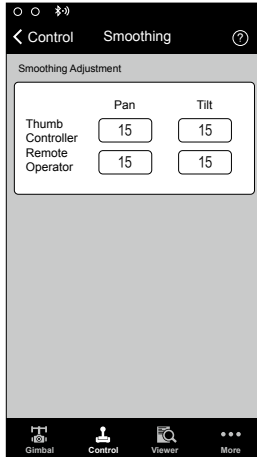 Control Smoothing ?
Smoothing Adjustment
Pan Tilt
Thumb
Controller 15 15
Remote
Operator 15 15
Gimbal Control Viewer More